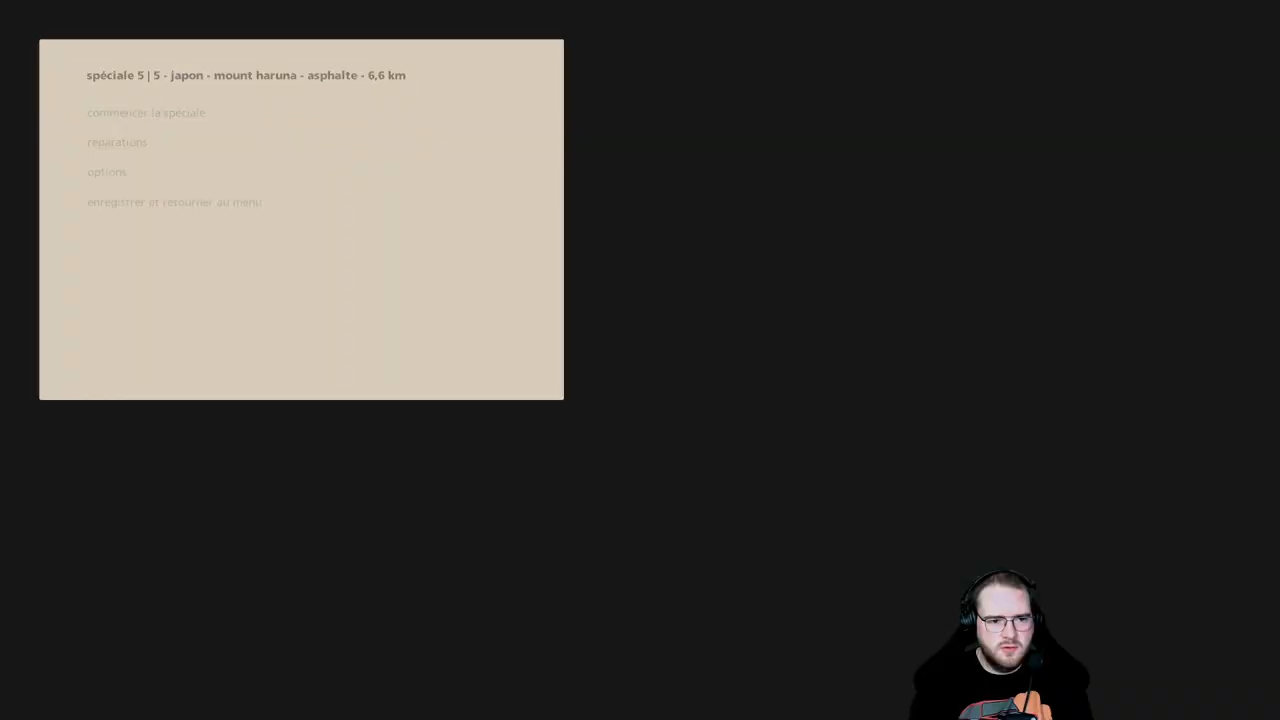 spéciale 5 | 5 - japon - mount haruna - asphalte - 6,6 km
commencer la spéciale
réparations
options
enregistrer et retourner au menu